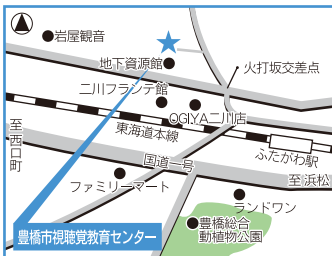 岩屋観音
地下資源館
火打坂交差点
二川フランテ館
OGIYA二川店
東海道本線
至西口町
ふたがわ駅
国道一号
至浜松
ファミリーマート
ランドワン
豊橋市視聴覚教育センター
豊橋総合
動植物公園